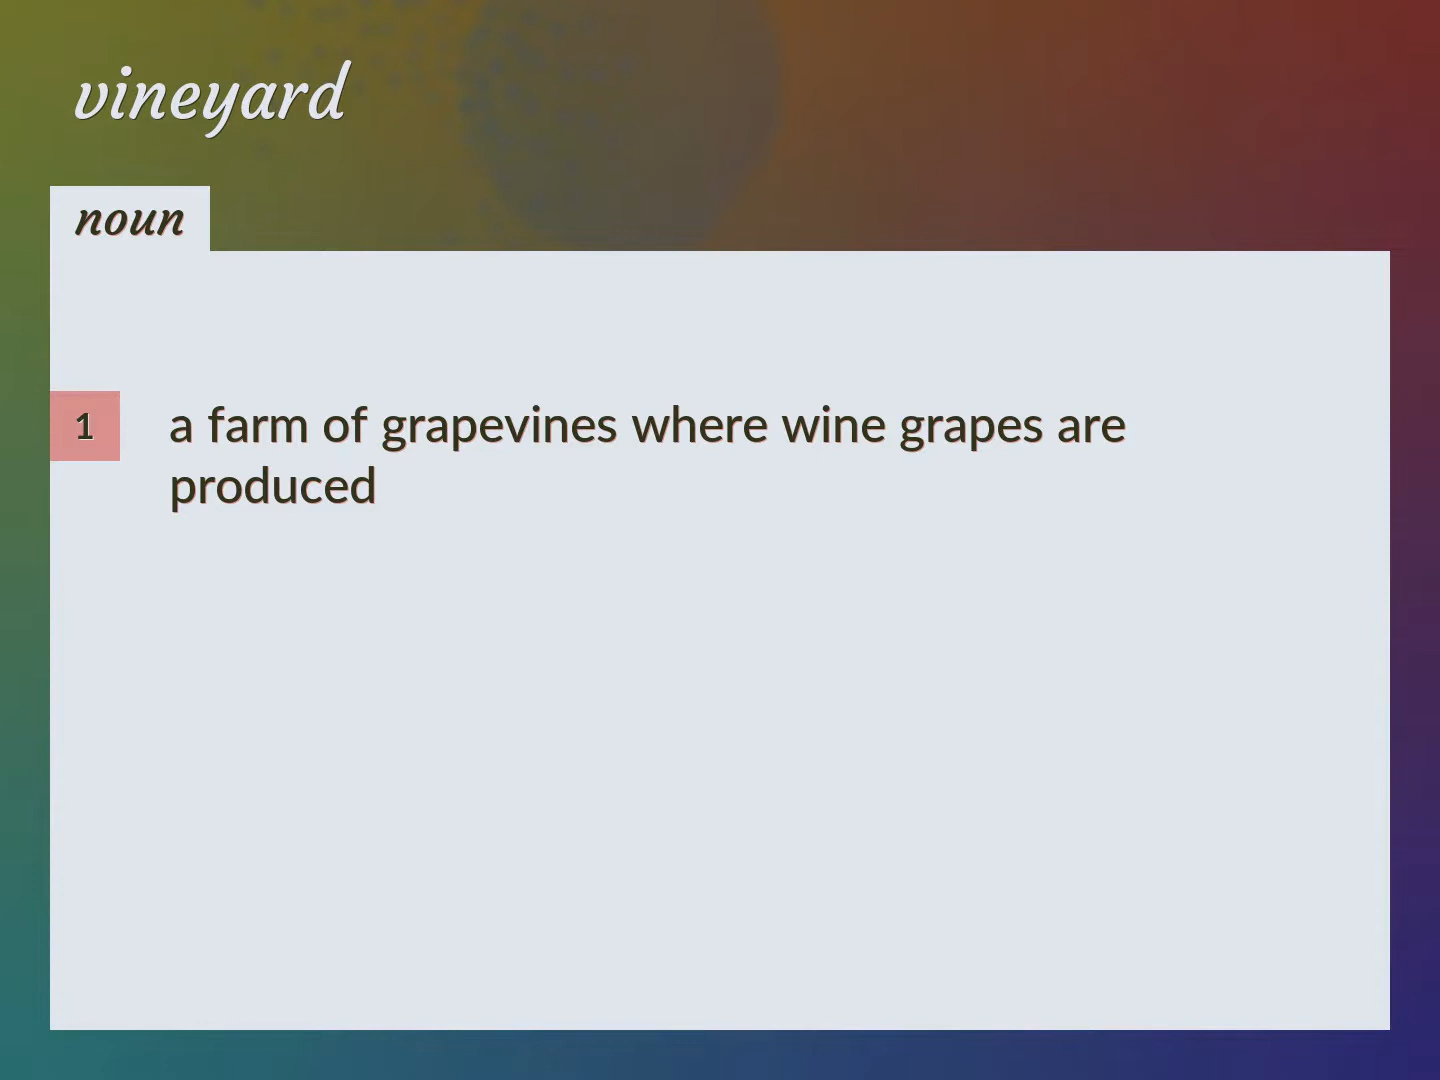 vineyard
noun
1
a farm of grapevines where wine grapes are
produced